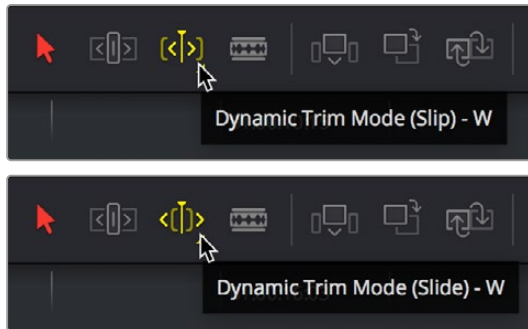 Dynamic Trim Mode (Slip) - W
Dynamic Trim Mode (Slide) - W